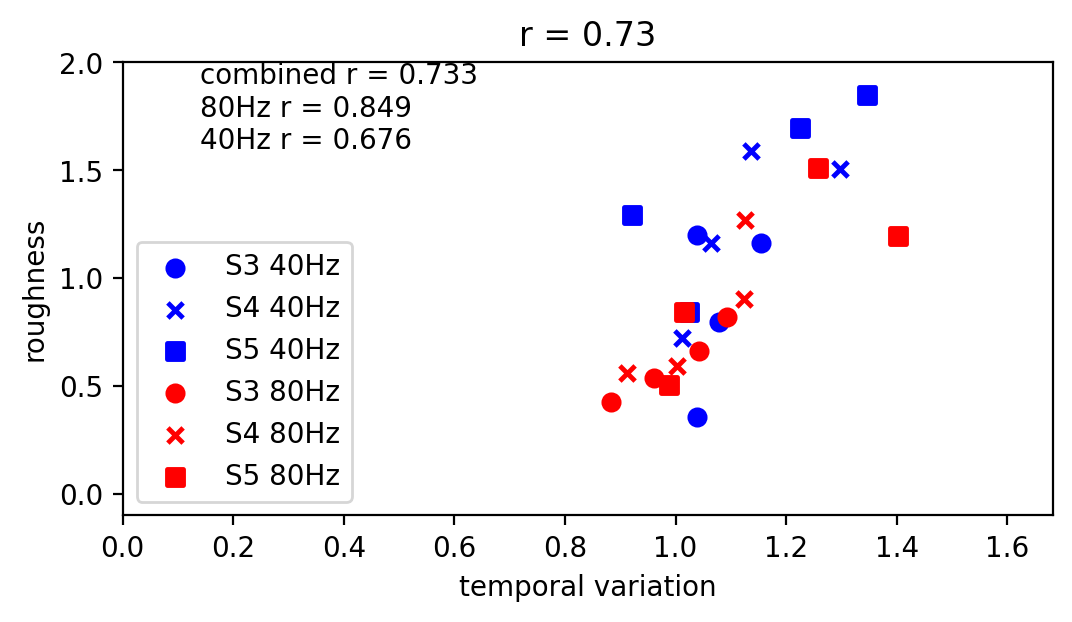 r = 0.73
combined r = 0.733
80Hz r = 0.849
40Hz r = 0.676
2.0
1.5
1.0
0.5
0.0
roughness
S3 40Hz
S4 40Hz
S5 40Hz
S3 80Hz
S4 80Hz
S5 80Hz
0.0 0.2 0.4 0.6 0.8 1.0 1.2 1.4 1.6
temporal variation